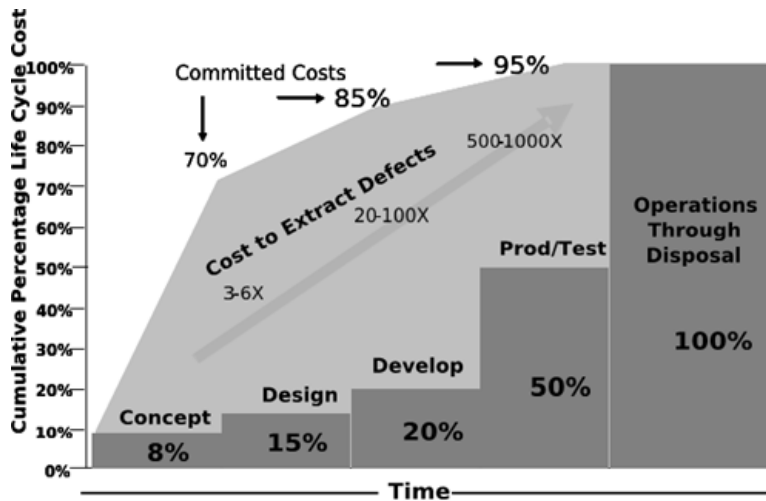 Cumulative Percentage Life Cycle Cost
100%
90%
80%
70%
60%
50%
40%
30%
20%
10%
0%
Committed Costs
70%
85%
95%
Cost to Extract Defects
3-6X
20-100X
500-1000X
Concept
8%
Design
15%
Develop
20%
Prod/Test
50%
Operations
Through
Disposal
100%
Time